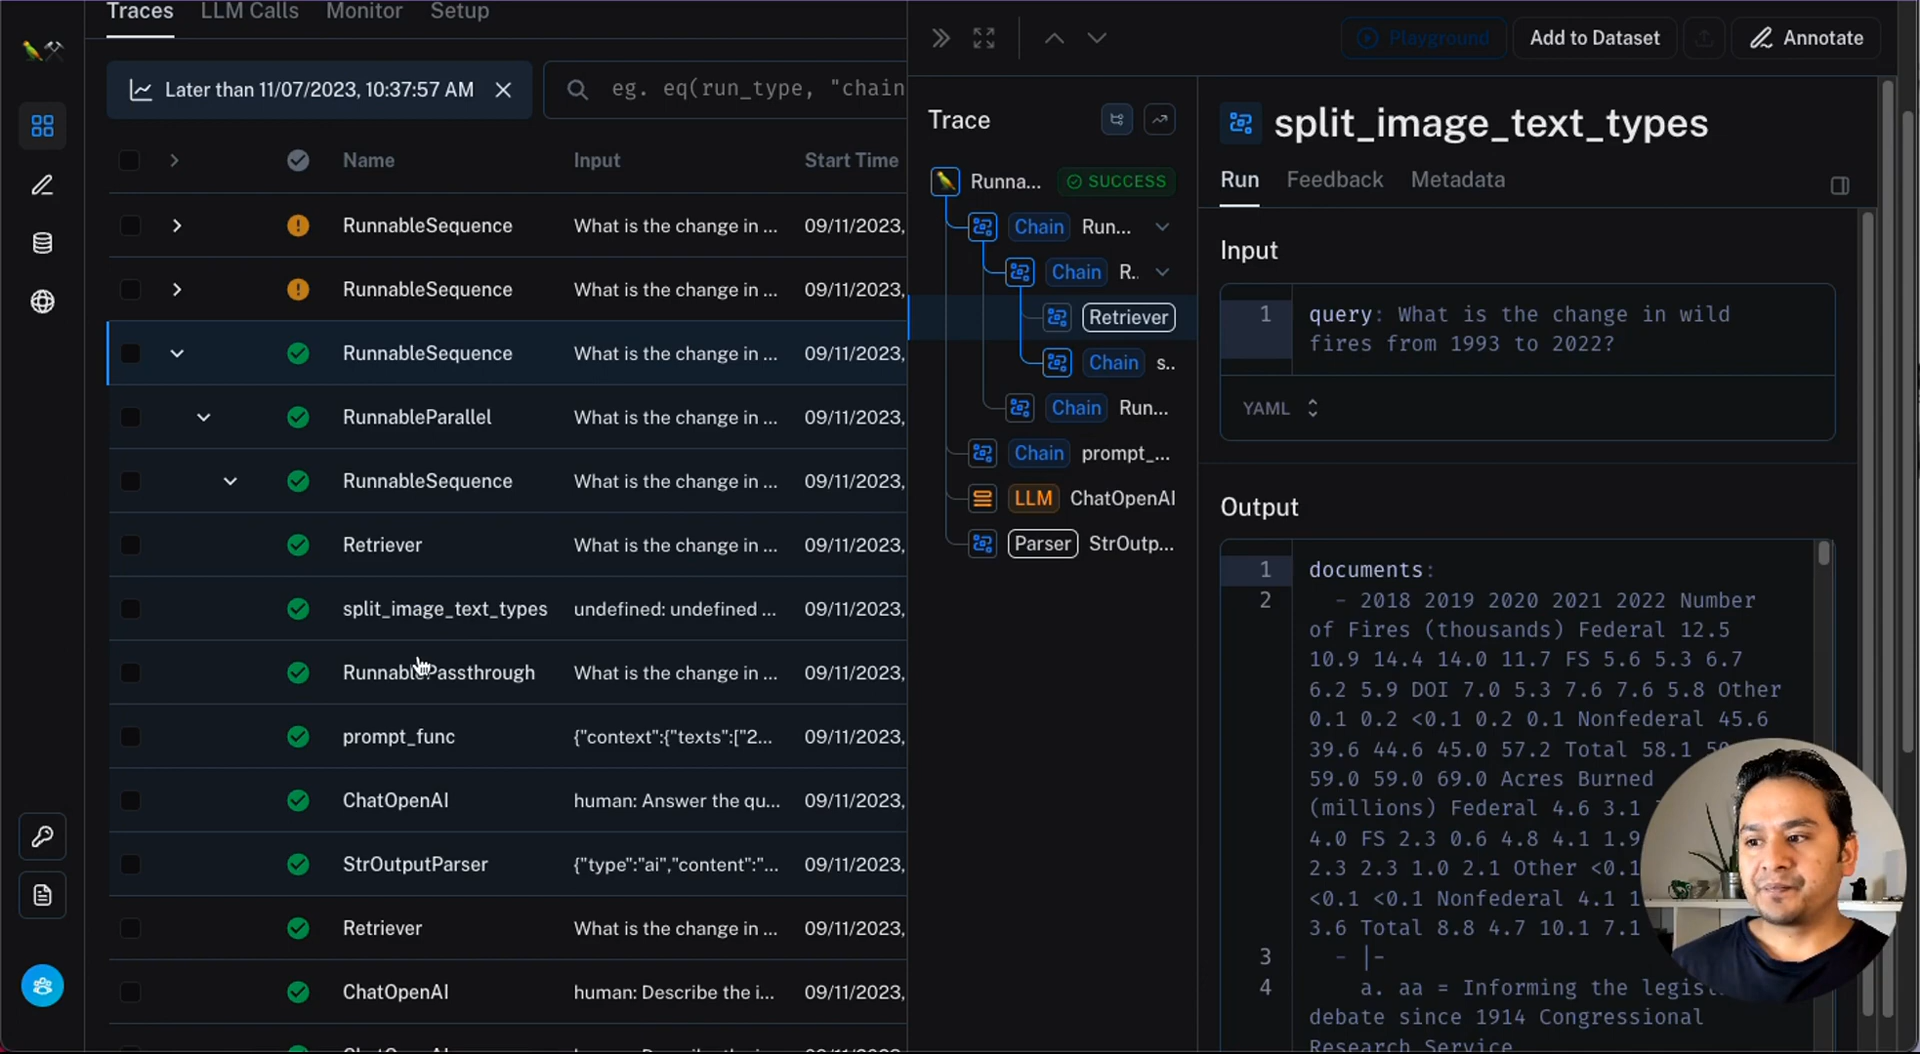 Traces LLM Calls Monitor Setup
Later than 11/07/2023, 10:37:57 AM
eg. eq(run_type, "chain
Name Input Start Time
RunnableSequence What is the change in ... 09/11/2023,
RunnableSequence What is the change in ... 09/11/2023,
RunnableSequence What is the change in ... 09/11/2023,
RunnableParallel What is the change in ... 09/11/2023,
RunnableSequence What is the change in ... 09/11/2023,
Retriever What is the change in ... 09/11/2023,
split_image_text_types undefined: undefined ... 09/11/2023,
RunnablePassthrough What is the change in ... 09/11/2023,
prompt_func {"context":{"texts":["2... 09/11/2023,
ChatOpenAI human: Answer the qu... 09/11/2023,
StrOutputParser {"type":"ai","content":"... 09/11/2023,
Retriever What is the change in ... 09/11/2023,
ChatOpenAI human: Describe the i... 09/11/2023,
Playground Add to Dataset Annotate
Trace
Runna... SUCCESS
Chain Run...
Chain R..
Retriever
Chain s..
Chain Run...
Chain prompt_...
LLM ChatOpenAI
Parser StrOutp...
split_image_text_types
Run Feedback Metadata
Input
1 query: What is the change in wild
fires from 1993 to 2022?
YAML
Output
1 documents:
2 - 2018 2019 2020 2021 2022 Number
of Fires (thousands) Federal 12.5
10.9 14.4 14.0 11.7 FS 5.6 5.3 6.7
6.2 5.9 DOI 7.0 5.3 7.6 7.6 5.8 Other
0.1 0.2 <0.1 0.2 0.1 Nonfederal 45.6
39.6 44.6 45.0 57.2 Total 58.1
59.0 59.0 69.0 Acres Burned
(millions) Federal 4.6 3.1
4.0 FS 2.3 0.6 4.8 4.1 1.9
2.3 2.3 1.0 2.1 Other <0.1
<0.1 <0.1 Nonfederal 4.1
3.6 Total 8.8 4.7 10.1 7.1
3 - |-
4 a. aa = Informing the
debate since 1914 Congressional
Research Service